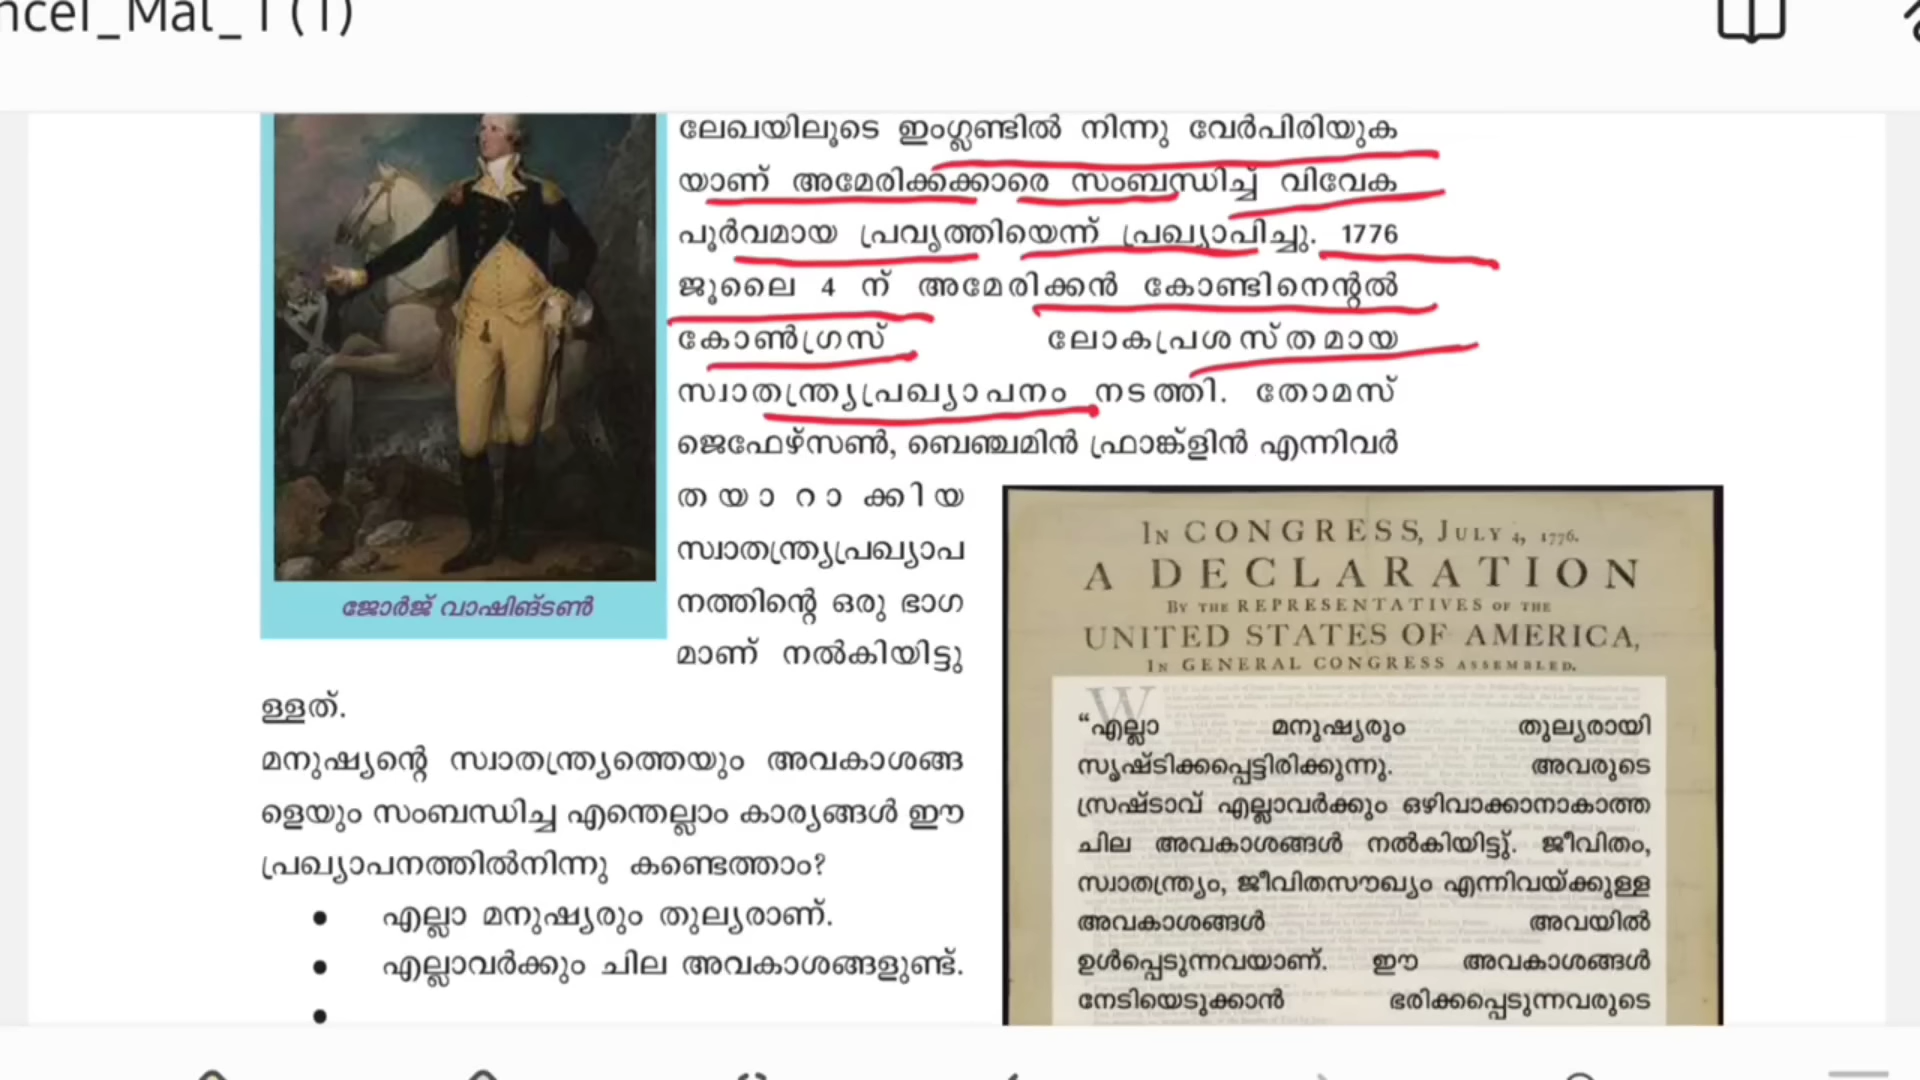 ncel_Mal_1 (1)
ലേഖയിലൂടെ ഇംഗ്ലണ്ടിൽ നിന്നു വേർപിരിയുക
യാണ് അമേരിക്കക്കാരെ സംബന്ധിച്ച് വിവേക
പൂർവമായ പ്രവൃത്തിയെന്ന് പ്രഖ്യാപിച്ചു. 1776
ജൂലൈ 4 ന് അമേരിക്കൻ കോണ്ടിനെന്റൽ
കോൺഗ്രസ് ലോകപ്രശസ്തമായ
സ്വാതന്ത്ര്യപ്രഖ്യാപനം നടത്തി. തോമസ്
ജെഫേഴ്സൺ, ബെഞ്ചമിൻ ഫ്രാങ്ക്ളിൻ എന്നിവർ
തയാറാക്കിയ
സ്വാതന്ത്ര്യപ്രഖ്യാപ
നത്തിന്റെ ഒരു ഭാഗ
മാണ് നൽകിയിട്ടു
ള്ളത്.
ജോർജ് വാഷിങ്ടൺ
മനുഷ്യന്റെ സ്വാതന്ത്ര്യത്തെയും അവകാശങ്ങ
ളെയും സംബന്ധിച്ച എന്തെല്ലാം കാര്യങ്ങൾ ഈ
പ്രഖ്യാപനത്തിൽനിന്നു കണ്ടെത്താം?
• എല്ലാ മനുഷ്യരും തുല്യരാണ്.
• എല്ലാവർക്കും ചില അവകാശങ്ങളുണ്ട്.
•
IN CONGRESS, JULY 4, 1776.
A DECLARATION
BY THE REPRESENTATIVES OF THE
UNITED STATES OF AMERICA,
IN GENERAL CONGRESS ASSEMBLED.
“എല്ലാ മനുഷ്യരും തുല്യരായി
സൃഷ്ടിക്കപ്പെട്ടിരിക്കുന്നു. അവരുടെ
സ്രഷ്ടാവ് എല്ലാവർക്കും ഒഴിവാക്കാനാകാത്ത
ചില അവകാശങ്ങൾ നൽകിയിട്ടു്. ജീവിതം,
സ്വാതന്ത്ര്യം, ജീവിതസൗഖ്യം എന്നിവയ്ക്കുള്ള
അവകാശങ്ങൾ അവയിൽ
ഉൾപ്പെടുന്നവയാണ്. ഈ അവകാശങ്ങൾ
നേടിയെടുക്കാൻ ഭരിക്കപ്പെടുന്നവരുടെ